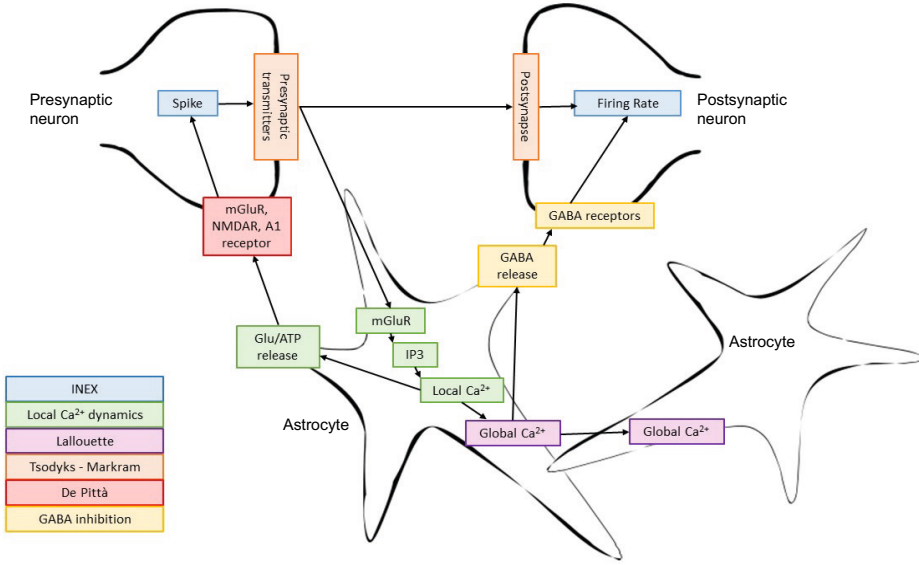 Presynaptic
neuron
Spike
Presynaptic
transmitters
Postsynapse
Firing Rate
Postsynaptic
neuron
mGluR,
NMDAR, A1
receptor
GABA receptors
GABA
release
mGluR
Glu/ATP
release
IP3
Local Ca²⁺
Astrocyte
Astrocyte
Global Ca²⁺
Global Ca²⁺
INEX
Local Ca²⁺ dynamics
Lallouette
Tsodyks - Markram
De Pittà
GABA inhibition